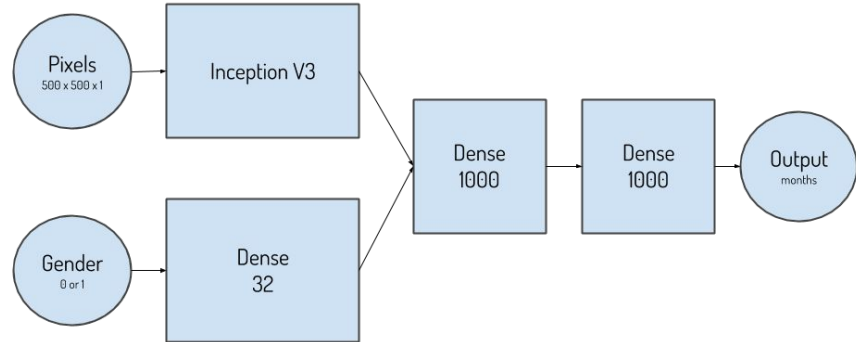 Pixels
500 x 500 x 1
Inception V3
Gender
0 or 1
Dense
32
Dense
1000
Dense
1000
Output
months